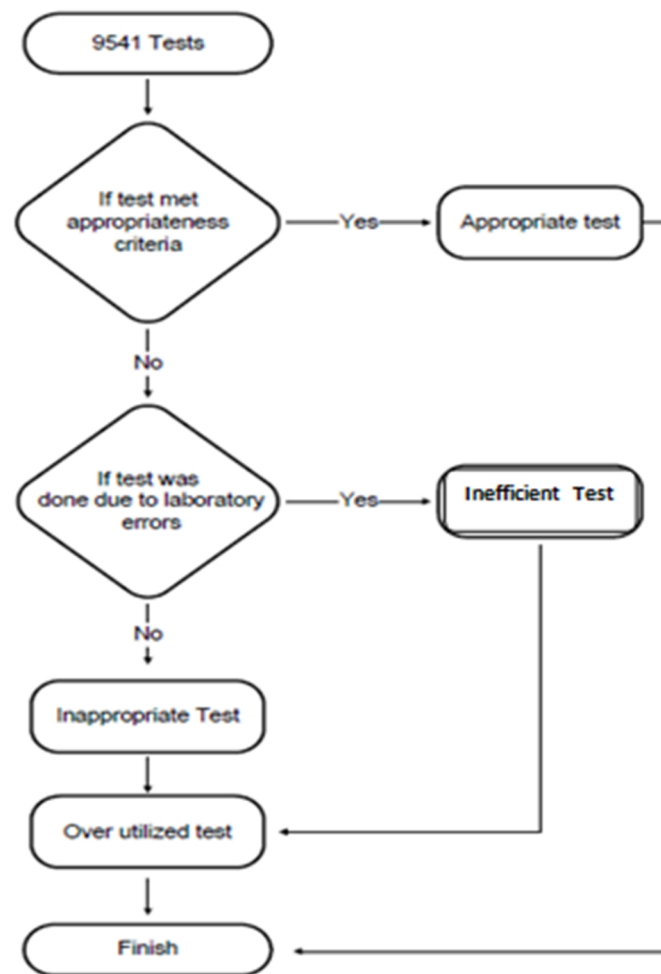 9541 Tests
If test met
appropriateness
criteria
Yes
Appropriate test
No
If test was
done due to laboratory
errors
Yes
Inefficient Test
No
Inappropriate Test
Over utilized test
Finish